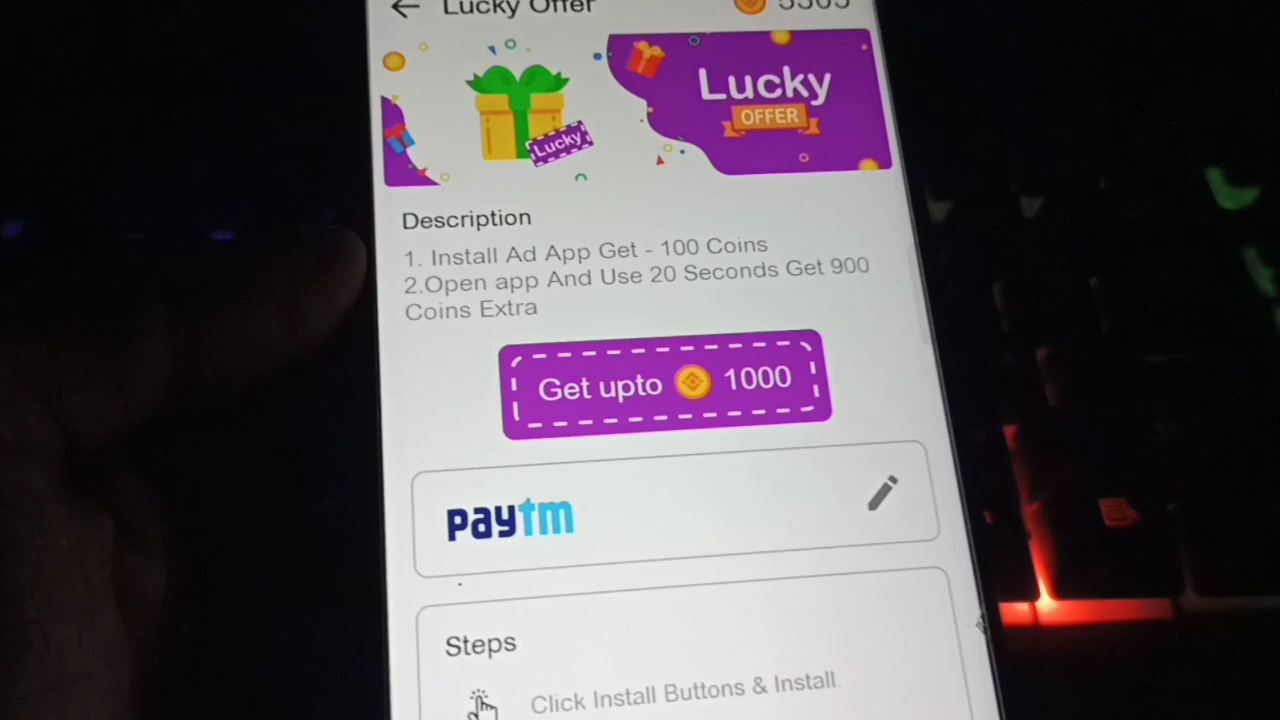 Lucky Offer
5305
Lucky
Lucky
OFFER
Description
1. Install Ad App Get - 100 Coins
2.Open app And Use 20 Seconds Get 900
Coins Extra
Get upto 1000
paytm
Steps
Click Install Buttons & Install.